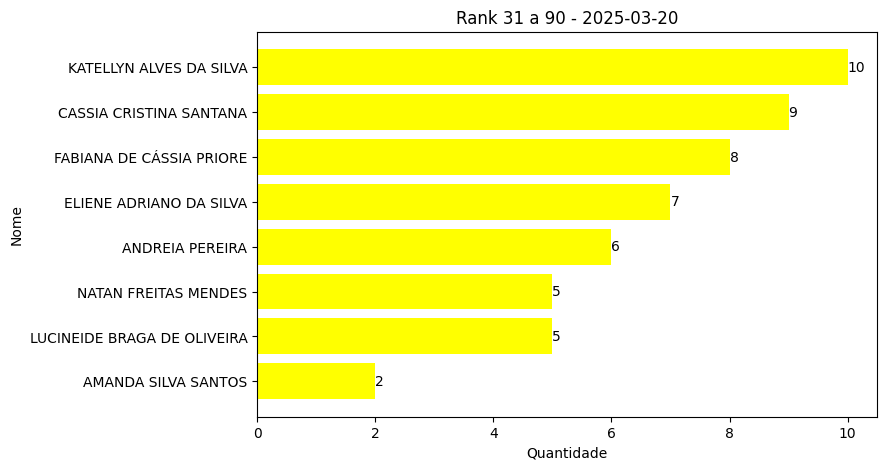 Rank 31 a 90 - 2025-03-20
Nome
KATELLYN ALVES DA SILVA
10
CASSIA CRISTINA SANTANA
9
FABIANA DE CÁSSIA PRIORE
8
ELIENE ADRIANO DA SILVA
7
ANDREIA PEREIRA
6
NATAN FREITAS MENDES
5
LUCINEIDE BRAGA DE OLIVEIRA
5
AMANDA SILVA SANTOS
2
0 2 4 6 8 10
Quantidade